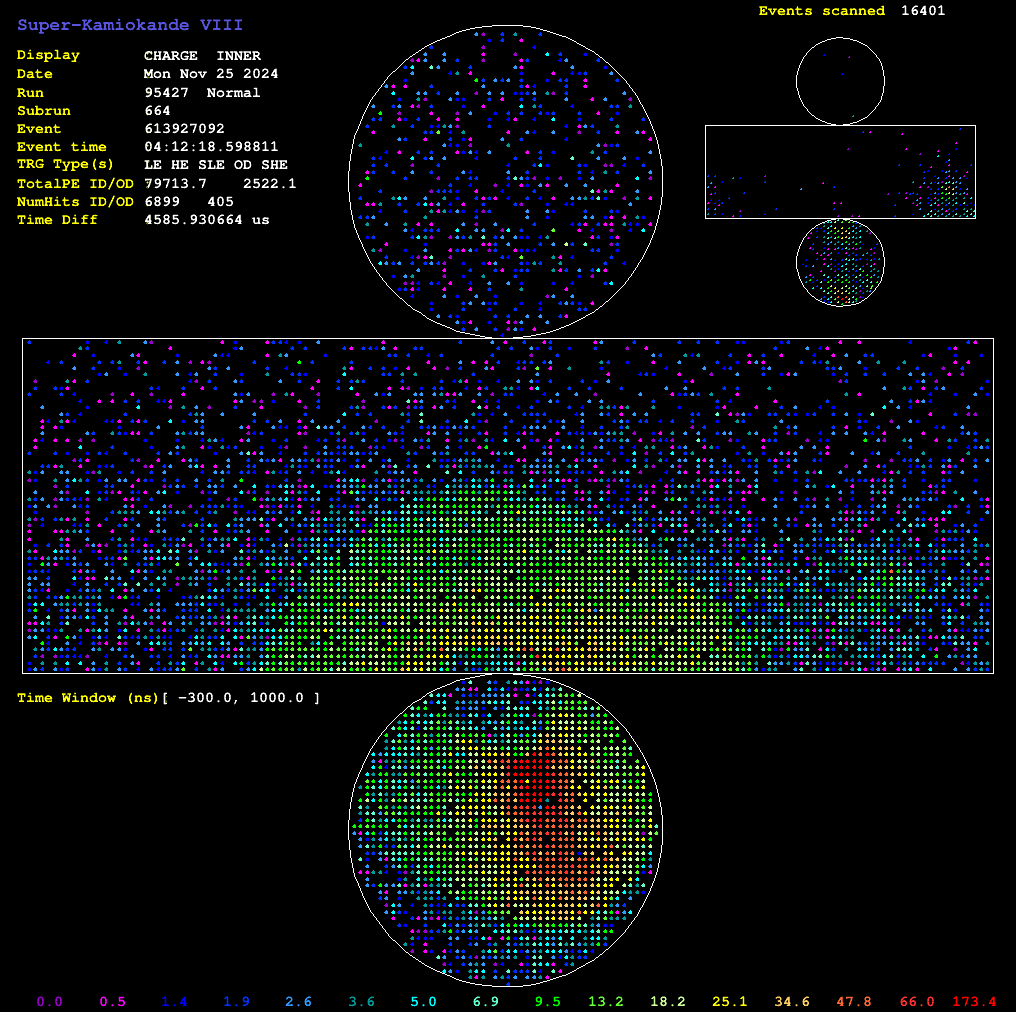 Events scanned 16401
Super-Kamiokande VIII
Display CHARGE INNER
Date Mon Nov 25 2024
Run 95427 Normal
Subrun 664
Event 613927092
Event time 04:12:18.598811
TRG Type(s) LE HE SLE OD SHE
TotalPE ID/OD 79713.7 2522.1
NumHits ID/OD 6899 405
Time Diff 4585.930664 us
Time Window (ns)[ -300.0, 1000.0 ]
0.0 0.5 1.4 1.9 2.6 3.6 5.0 6.9 9.5 13.2 18.2 25.1 34.6 47.8 66.0 173.4